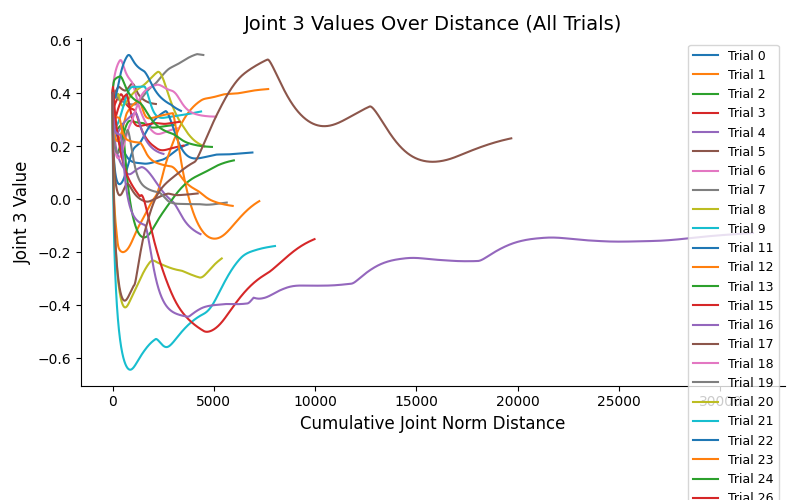 Joint 3 Values Over Distance (All Trials)
Joint 3 Value
0.6
0.4
0.2
0.0
−0.2
−0.4
−0.6
0
5000
10000
15000
20000
25000
30000
Cumulative Joint Norm Distance
Trial 0
Trial 1
Trial 2
Trial 3
Trial 4
Trial 5
Trial 6
Trial 7
Trial 8
Trial 9
Trial 11
Trial 12
Trial 13
Trial 15
Trial 16
Trial 17
Trial 18
Trial 19
Trial 20
Trial 21
Trial 22
Trial 23
Trial 24
Trial 26